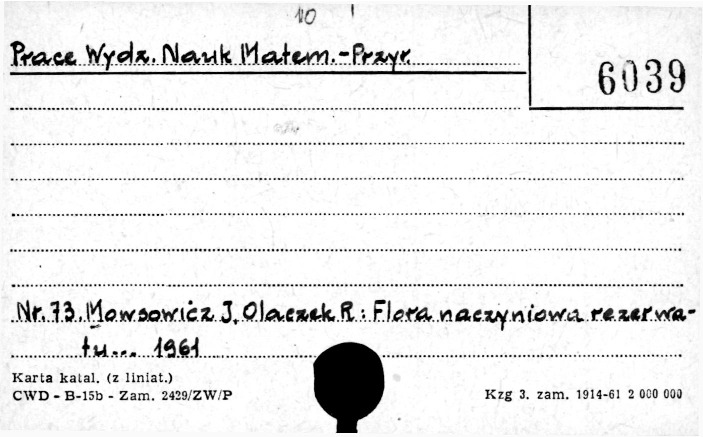 10
Prace Wydz. Nauk Matem.-Przyr.
6039
Nr. 73. Mowsowicz J, Olaczek R: Flora naczyniowa rezerwa-
tu... 1961
Karta katal. (z liniat.)
CWD - B-15b - Zam. 2429/ZW/P
Kzg 3. zam. 1914-61 2 000 000